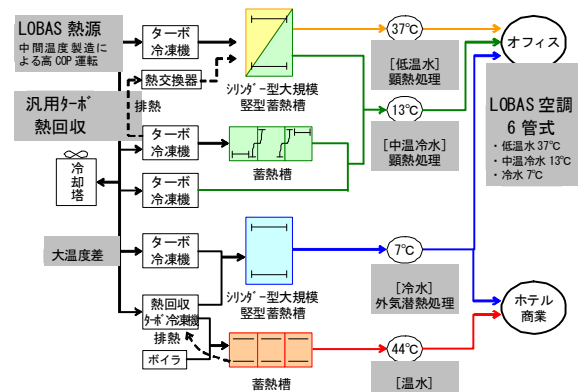 LOBAS 熱源
中間温度製造に
よる高 COP 運転
ターボ
冷凍機
熱交換器
シリンダー型大規模
竪型蓄熱槽
37℃
[低温水]
顕熱処理
オフィス
汎用ターボ
熱回収
排熱
ターボ
冷凍機
蓄熱槽
13℃
[中温冷水]
顕熱処理
LOBAS 空調
6 管式
・低温水 37℃
・中温冷水 13℃
・冷水 7℃
冷却塔
ターボ
冷凍機
大温度差
ターボ
冷凍機
シリンダー型大規模
竪型蓄熱槽
7℃
[冷水]
外気潜熱処理
熱回収
ターボ冷凍機
排熱
ボイラ
蓄熱槽
44℃
[温水]
ホテル
商業